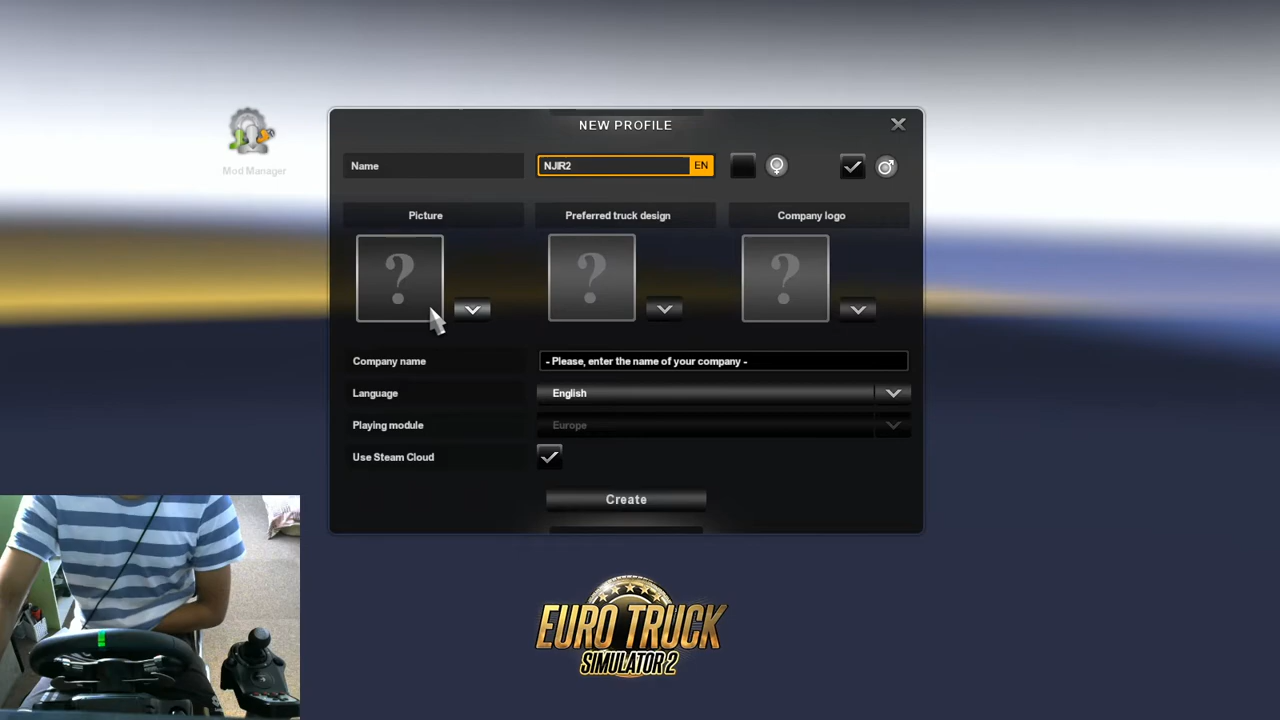 NEW PROFILE
Mod Manager
Name
NJIR2
EN
Picture
Preferred truck design
Company logo
?
?
?
Company name
- Please, enter the name of your company -
Language
English
Playing module
Europe
Use Steam Cloud
Create
EURO TRUCK
SIMULATOR 2